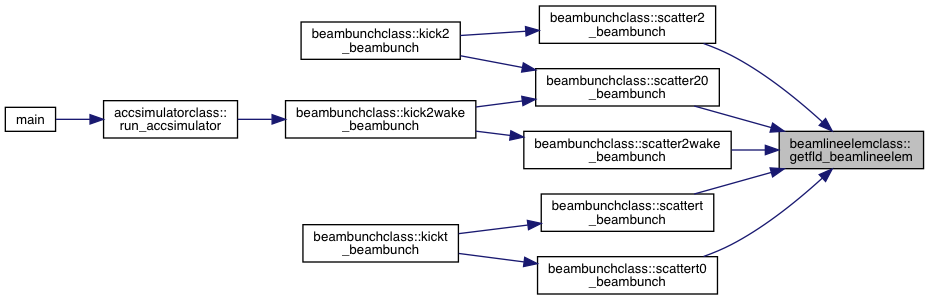 beambunchclass::scatter2
_beambunch
beambunchclass::kick2
_beambunch
beambunchclass::scatter20
_beambunch
main
accsimulatorclass::
run_accsimulator
beambunchclass::kick2wake
_beambunch
beambunchclass::scatter2wake
_beambunch
beamlineelemclass::
getfld_beamlineelem
beambunchclass::scattert
_beambunch
beambunchclass::kickt
_beambunch
beambunchclass::scattert0
_beambunch